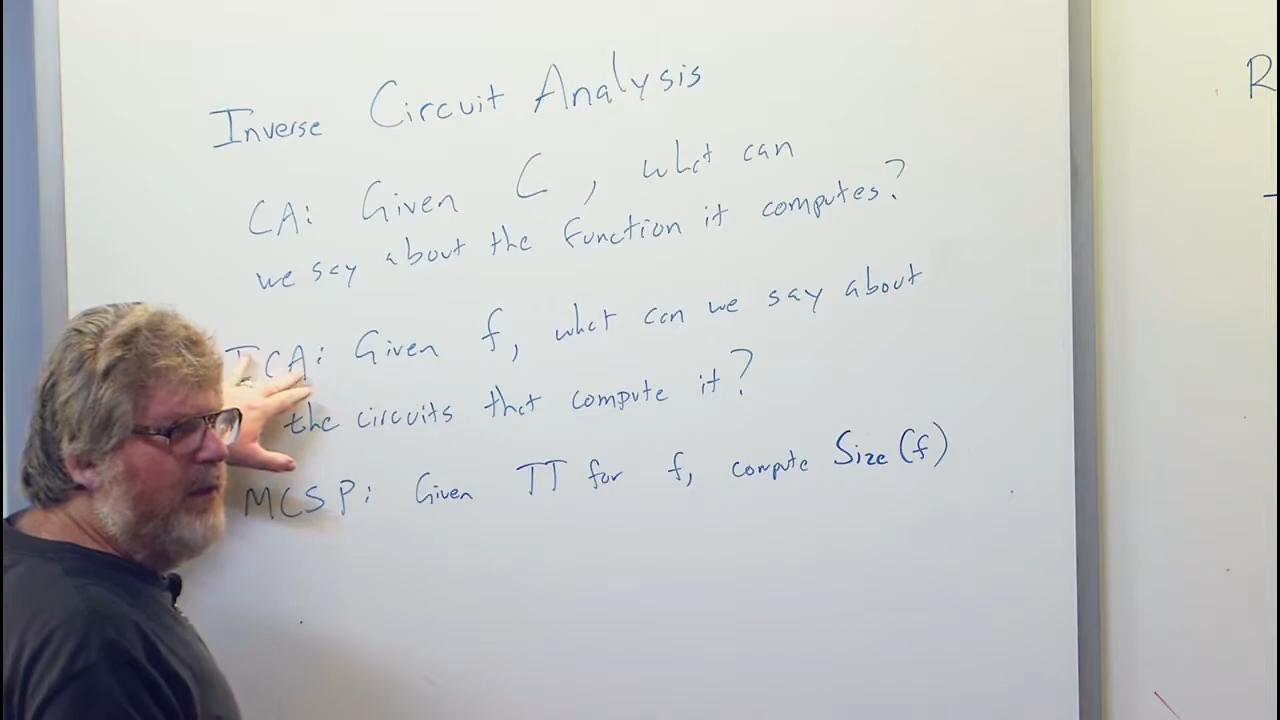 Inverse Circuit Analysis
CA: Given C, what can
we say about the function it computes?
ICA: Given f, what can we say about
the circuits that compute it?
MCSP: Given TT for f, compute Size(f)
R